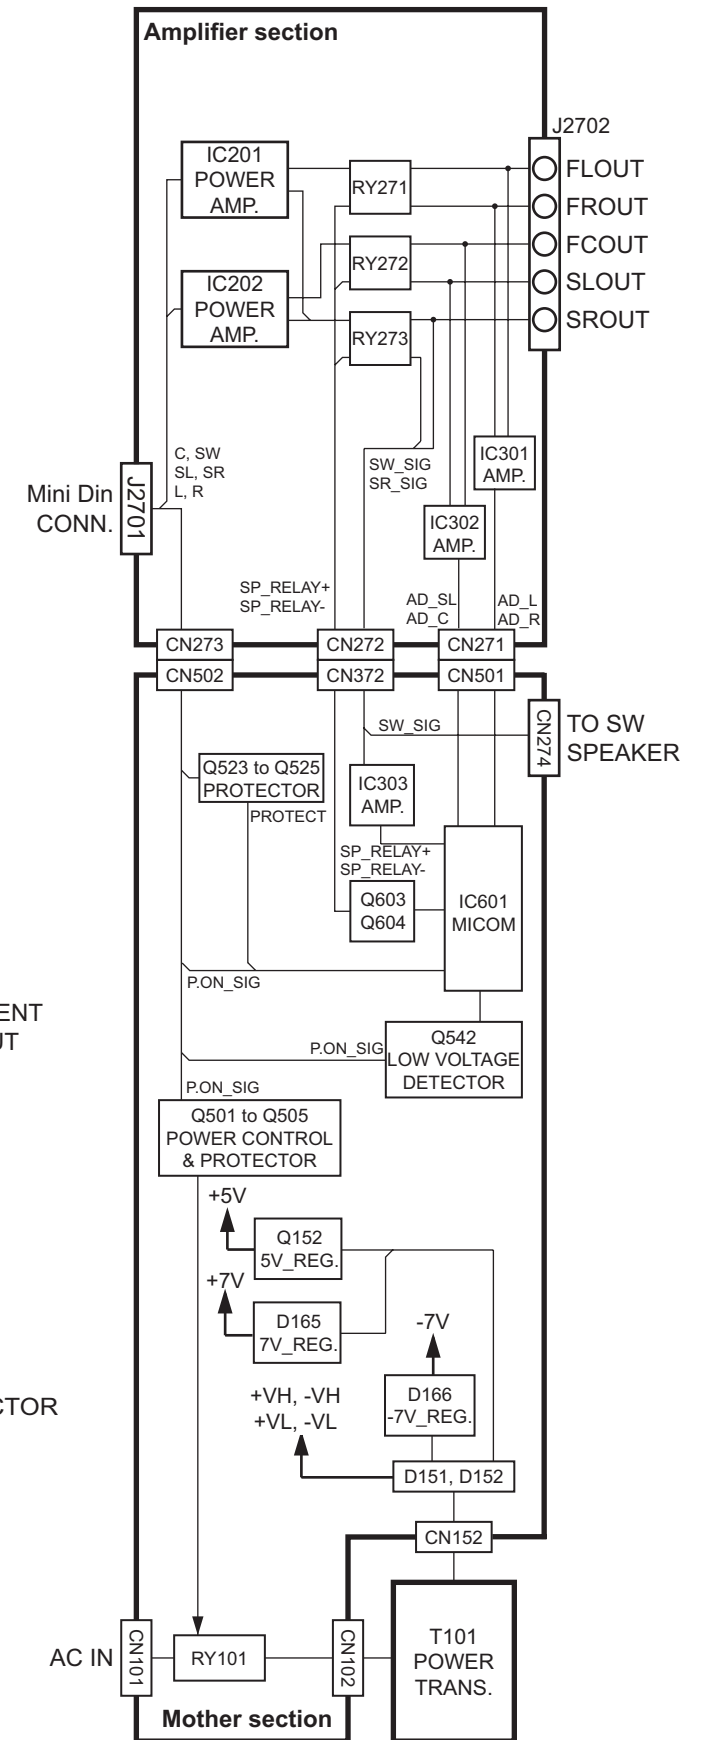 Amplifier section
J2702
IC201
POWER
AMP.
RY271
FLOUT
FROUT
FCOUT
SLOUT
SROUT
RY272
IC202
POWER
AMP.
RY273
C, SW
SL, SR
L, R
SW_SIG
SR_SIG
IC301
AMP.
Mini Din
CONN.
J2701
IC302
AMP.
SP_RELAY+
SP_RELAY-
AD_SL
AD_C
AD_L
AD_R
CN273
CN272
CN271
CN502
CN372
CN501
SW_SIG
CN274
TO SW
SPEAKER
Q523 to Q525
PROTECTOR
PROTECT
IC303
AMP.
SP_RELAY+
SP_RELAY-
Q603
Q604
IC601
MICOM
P.ON_SIG
ENT
UT
P.ON_SIG
Q542
LOW VOLTAGE
DETECTOR
P.ON_SIG
Q501 to Q505
POWER CONTROL
& PROTECTOR
+5V
Q152
5V_REG.
+7V
D165
7V_REG.
-7V
D166
-7V_REG.
CTOR
+VH, -VH
+VL, -VL
D151, D152
CN152
AC IN
CN101
RY101
CN102
T101
POWER
TRANS.
Mother section